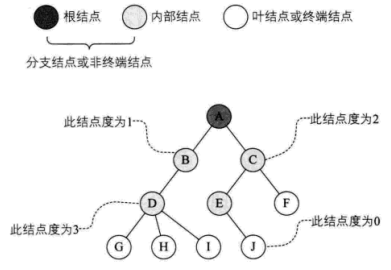 根结点 内部结点 叶结点或终端结点
分支结点或非终端结点
A
此结点度为1 此结点度为2
B C
D E F
此结点度为3 此结点度为0
G H I J